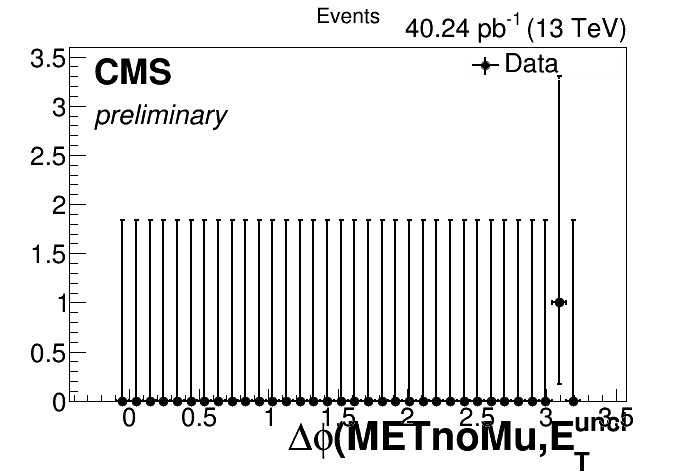 Events
40.24 pb-1 (13 TeV)
CMS
preliminary
Data
3.5
3
2.5
2
1.5
1
0.5
0
0 0.5 1 1.5 2 2.5 3 3.5
Δϕ(METnoMu,E_T^uncl